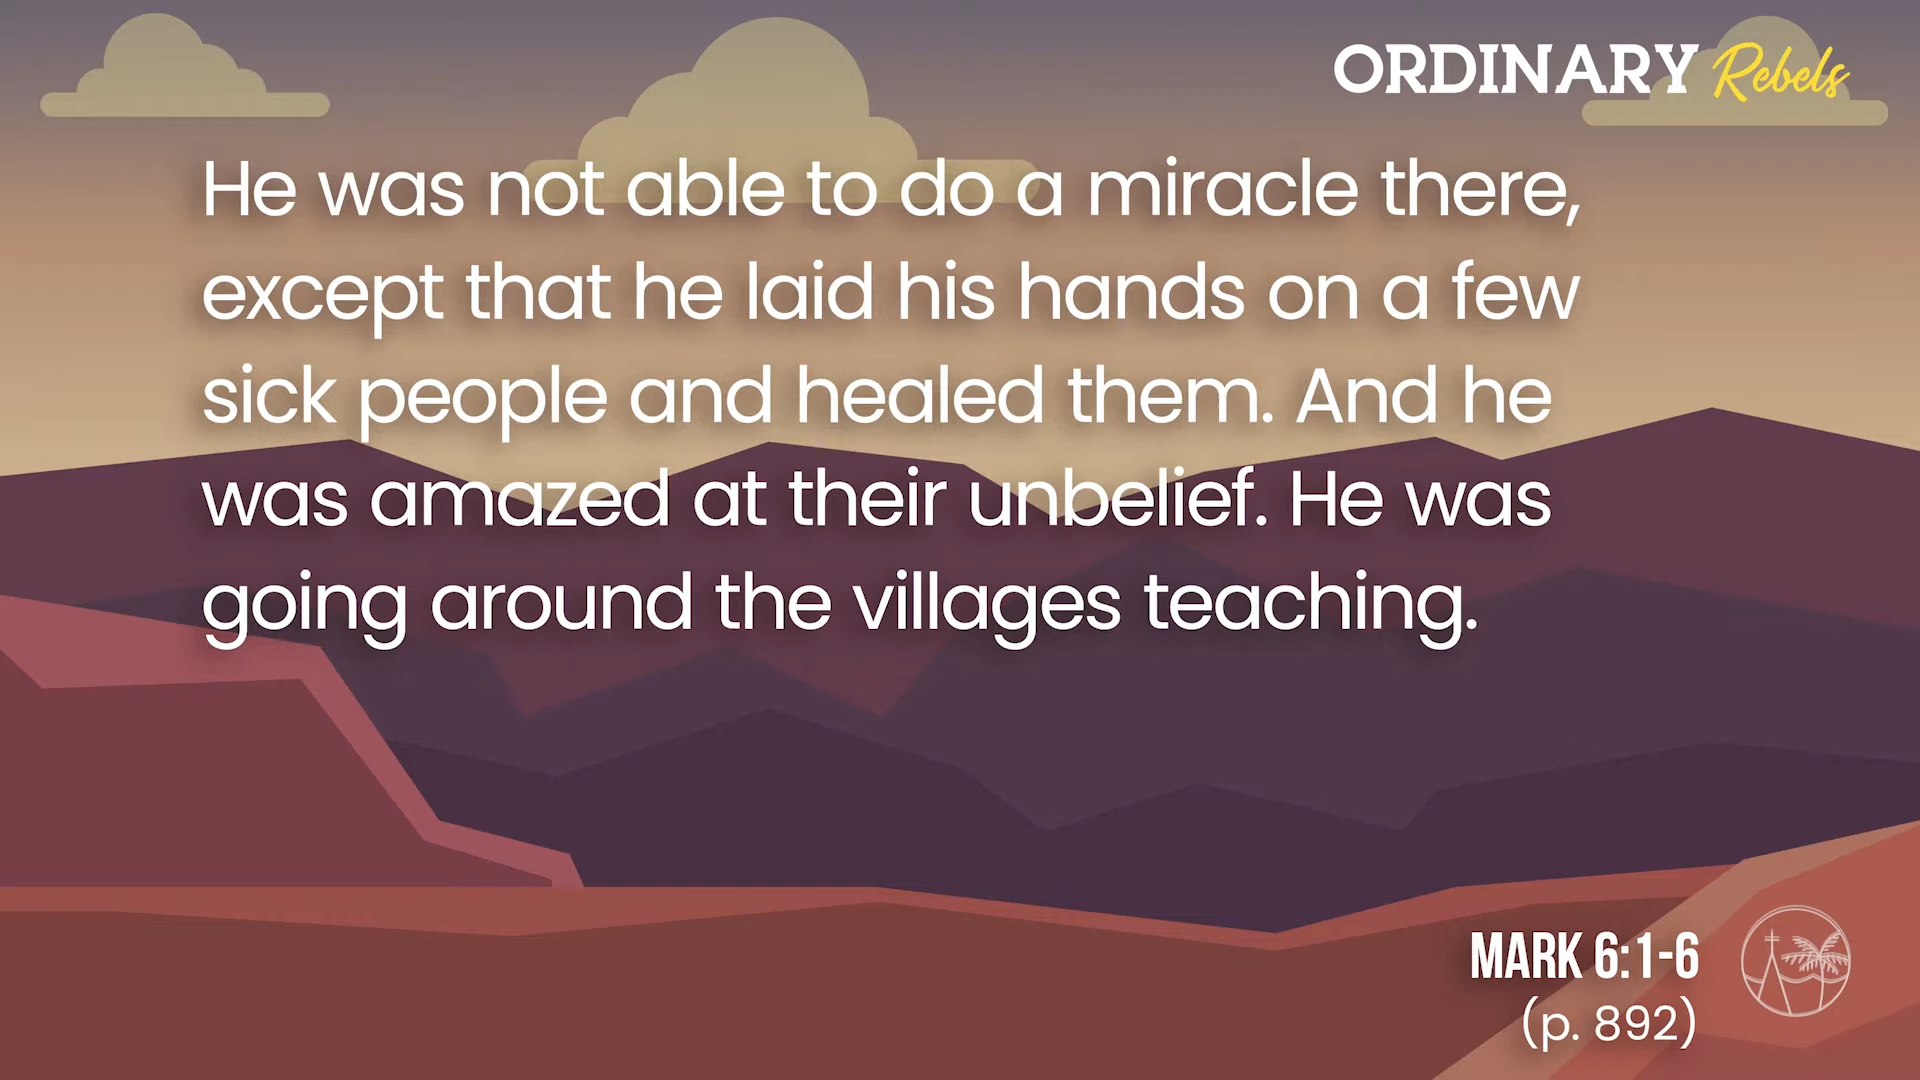 ORDINARY Rebels
He was not able to do a miracle there,
except that he laid his hands on a few
sick people and healed them. And he
was amazed at their unbelief. He was
going around the villages teaching.
MARK 6:1-6
(p. 892)